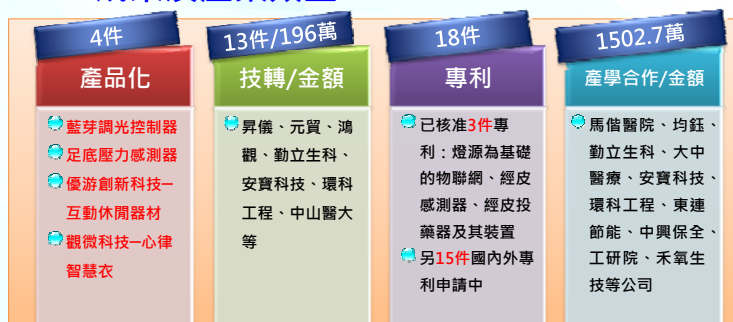 4件
產品化
藍芽調光控制器
足底壓力感測器
優游創新科技─
互動休閒器材
觀微科技─心律
智慧衣
13件/196萬
技轉/金額
昇儀、元貿、鴻
觀、勤立生科、
安寶科技、環科
工程、中山醫大
等
18件
專利
已核准3件專
利：燈源為基礎
的物聯網、經皮
感測器、經皮投
藥器及其裝置
另15件國內外專
利申請中
1502.7萬
產學合作/金額
馬偕醫院、均鈺、
勤立生科、大中
醫療、安寶科技、
環科工程、東連
節能、中興保全、
工研院、禾氧生
技等公司